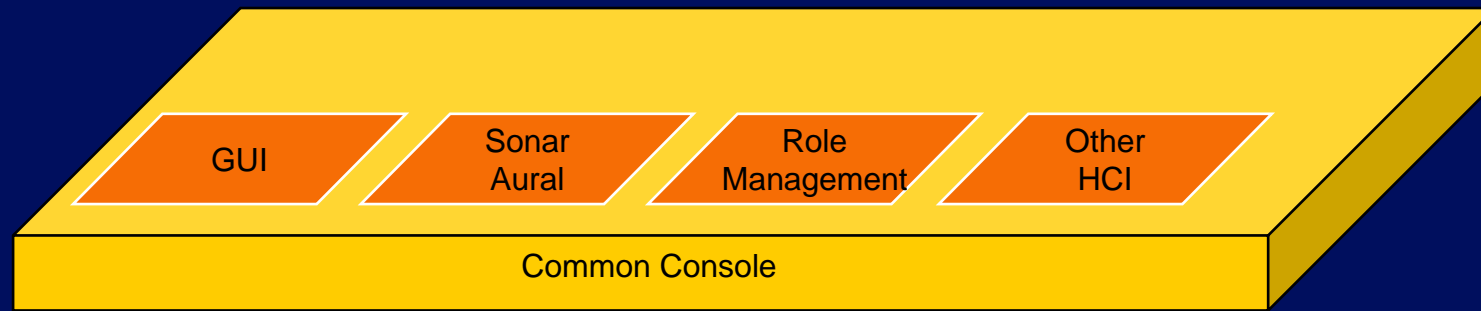 GUI
Sonar
Aural
Role
Management
Other
HCI
Common Console